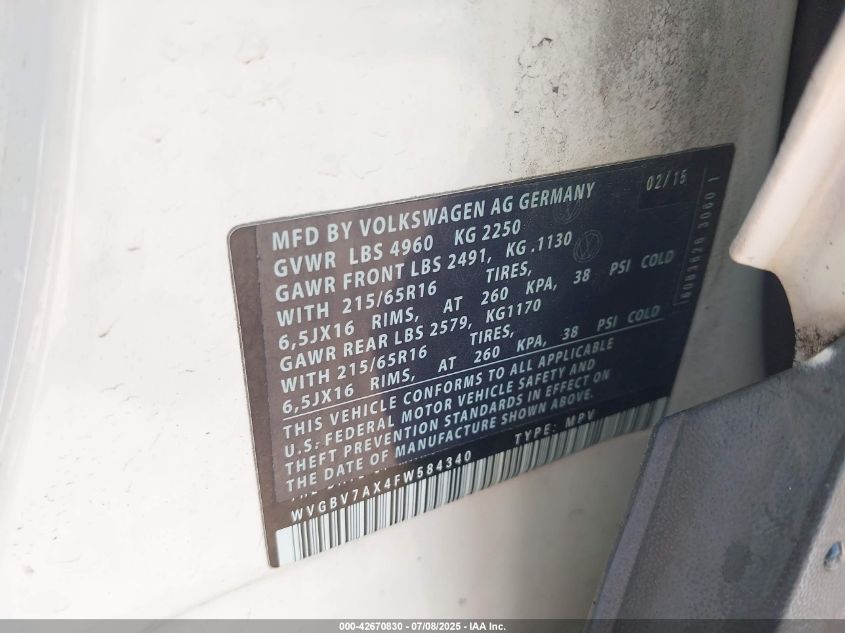 MFD BY VOLKSWAGEN AG GERMANY 02/15
GVWR LBS 4960 KG 2250
GAWR FRONT LBS 2491, KG .1130
WITH 215/65R16 TIRES,
6,5JX16 RIMS, AT 260 KPA, 38 PSI COLD
GAWR REAR LBS 2579, KG1170
WITH 215/65R16 TIRES,
6,5JX16 RIMS, AT 260 KPA, 38 PSI COLD
THIS VEHICLE CONFORMS TO ALL APPLICABLE
U.S: FEDERAL MOTOR VEHICLE SAFETY AND
THEFT PREVENTION STANDARDS IN EFFECT ON
THE DATE OF MANUFACTURE SHOWN ABOVE.
WVGBV7AX4FW584340 TYPE: MPV
000-42670830 - 07/08/2025 - IAA Inc.